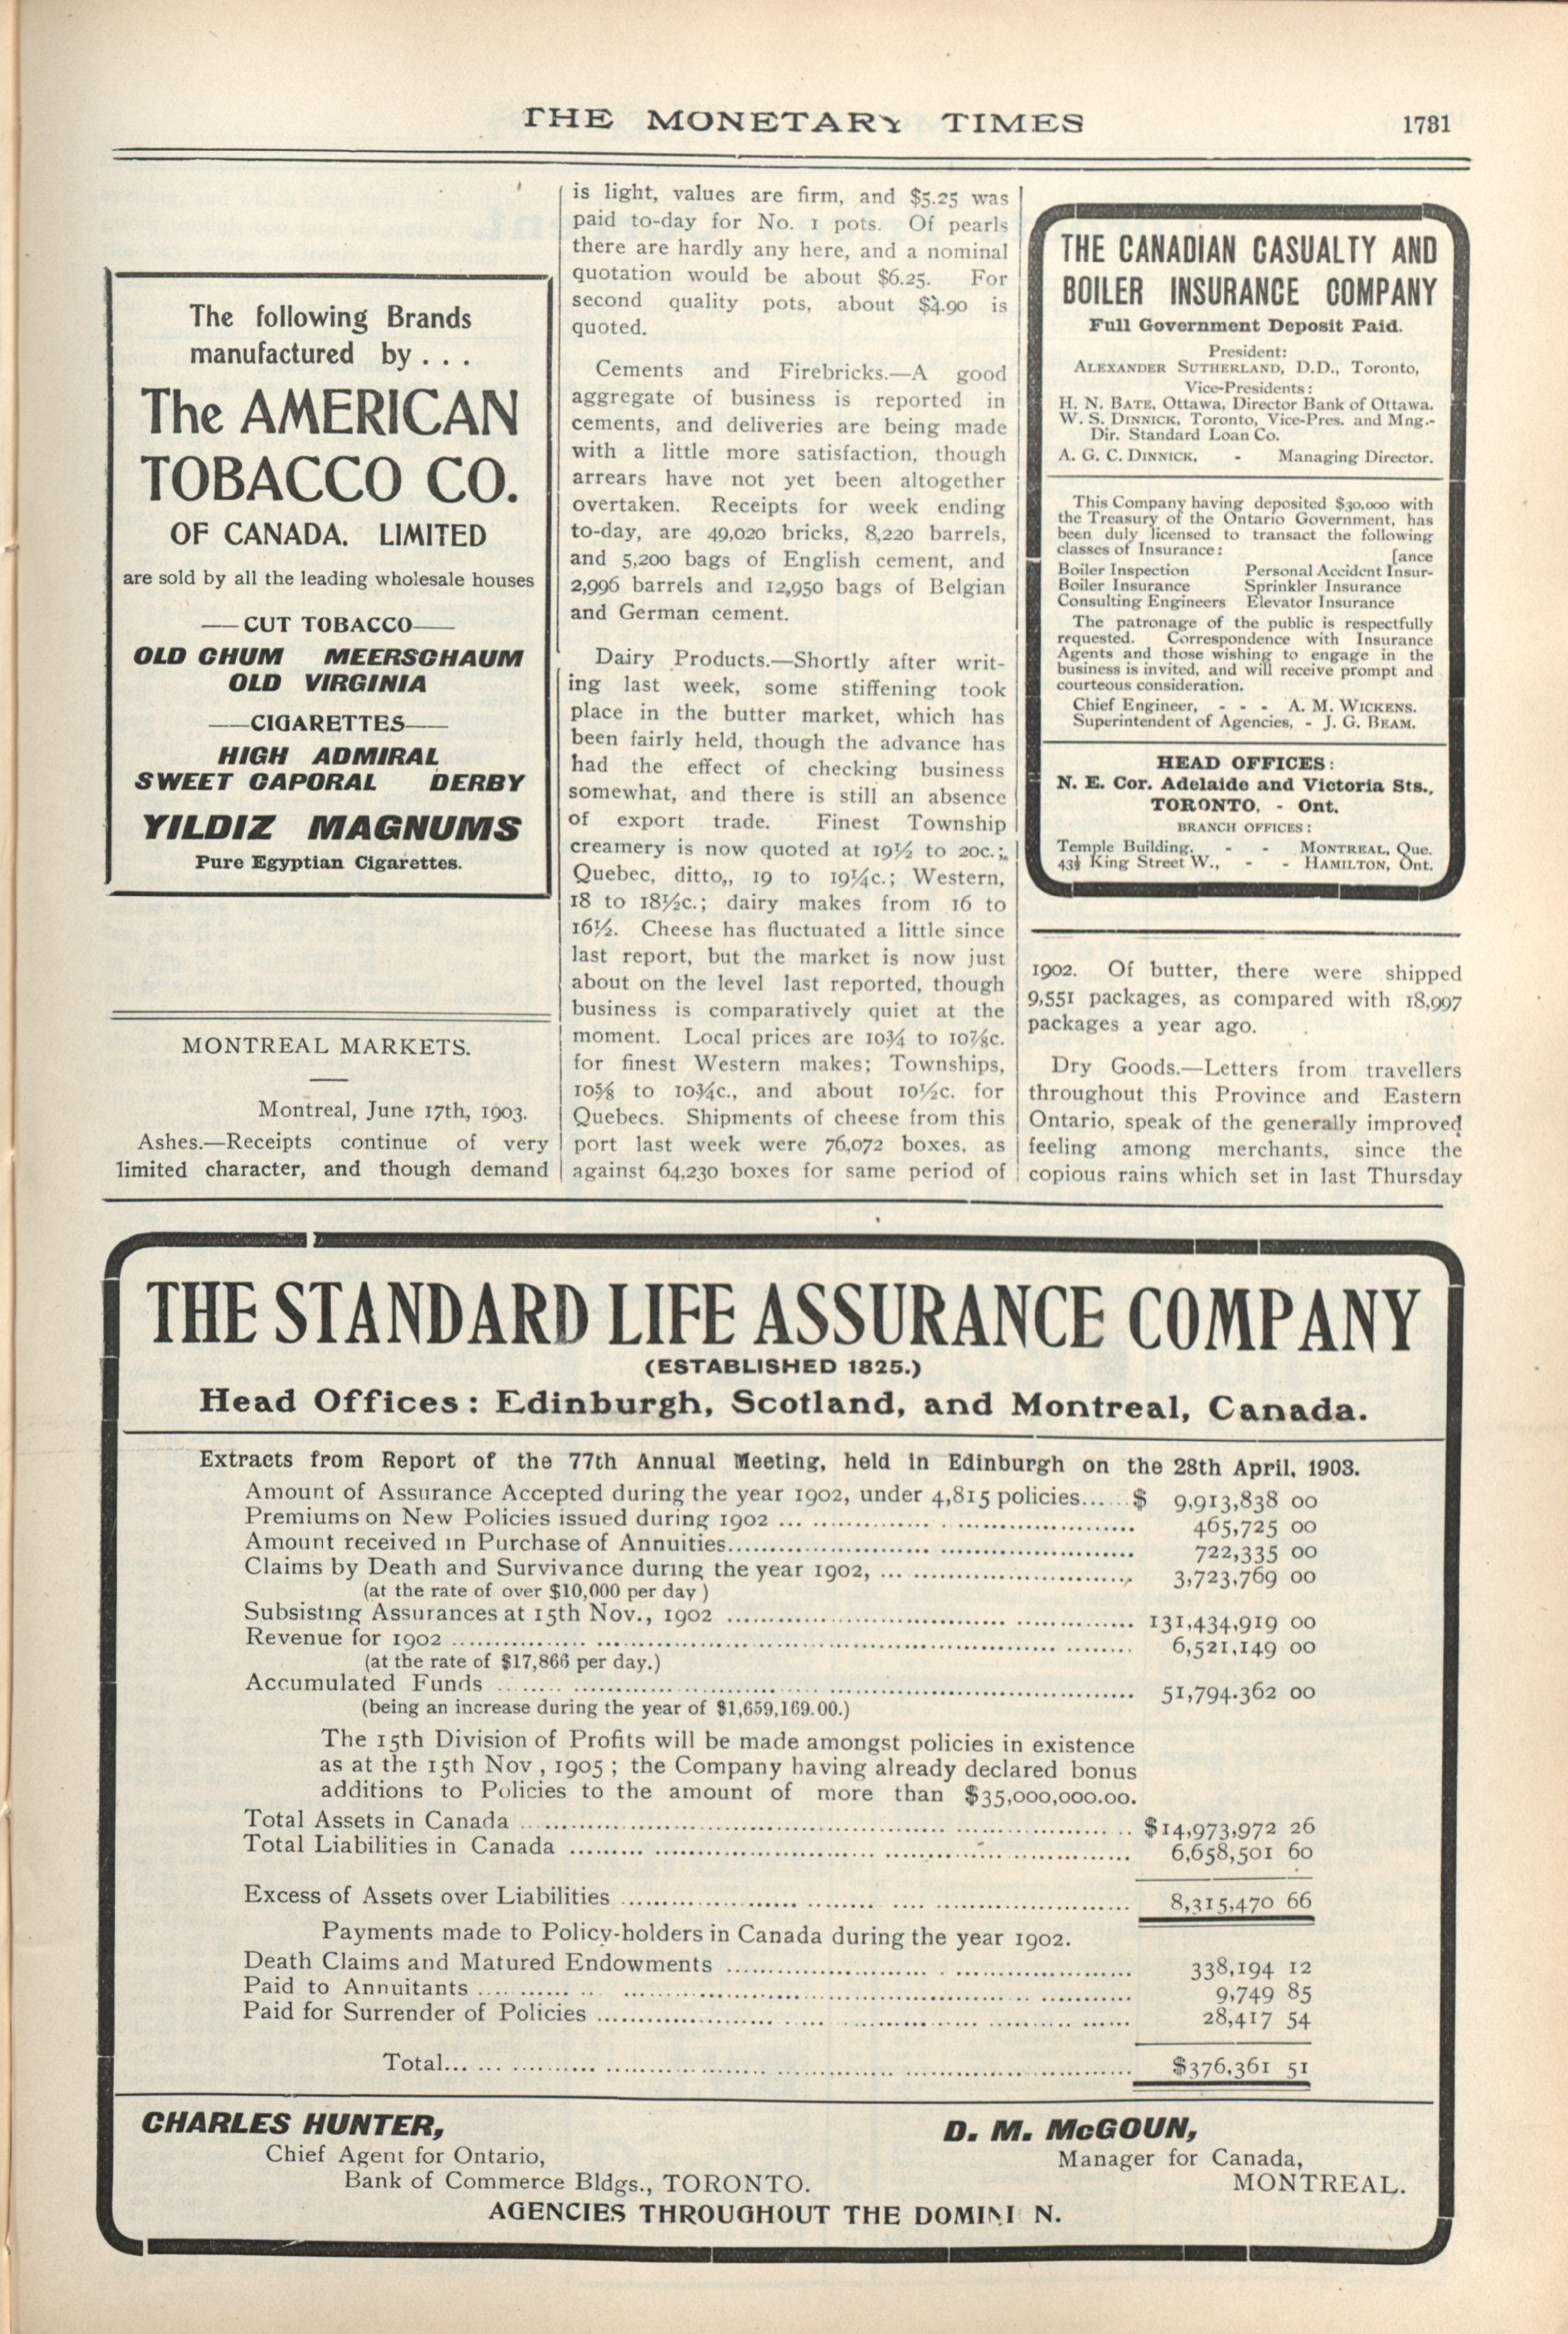 THE MONETARY TIMES
1731
The following Brands
manufactured by . . .
The AMERICAN
TOBACCO CO.
OF CANADA. LIMITED
are sold by all the leading wholesale houses
—CUT TOBACCO—
OLD CHUM MEERSCHAUM
OLD VIRGINIA
—CIGARETTES—
HIGH ADMIRAL
SWEET CAPORAL DERBY
YILDIZ MAGNUMS
Pure Egyptian Cigarettes.
MONTREAL MARKETS.
Montreal, June 17th, 1903.
Ashes.—Receipts continue of very
limited character, and though demand
is light, values are firm, and $5.25 was
paid to-day for No. 1 pots. Of pearls
there are hardly any here, and a nominal
quotation would be about $6.25. For
second quality pots, about $4.90 is
quoted.
Cements and Firebricks.—A good
aggregate of business is reported in
cements, and deliveries are being made
with a little more satisfaction, though
arrears have not yet been altogether
overtaken. Receipts for week ending
to-day, are 49,020 bricks, 8,220 barrels,
and 5,200 bags of English cement, and
2,996 barrels and 12,950 bags of Belgian
and German cement.
Dairy Products.—Shortly after writ-
ing last week, some stiffening took
place in the butter market, which has
been fairly held, though the advance has
had the effect of checking business
somewhat, and there is still an absence
of export trade. Finest Township
creamery is now quoted at 19½ to 20c.;
Quebec, ditto,, 19 to 19¼c.; Western,
18 to 18½c.; dairy makes from 16 to
16½. Cheese has fluctuated a little since
last report, but the market is now just
about on the level last reported, though
business is comparatively quiet at the
moment. Local prices are 10¾ to 10⅞c.
for finest Western makes; Townships,
10⅝ to 10¾c., and about 10½c. for
Quebecs. Shipments of cheese from this
port last week were 76,072 boxes, as
against 64,230 boxes for same period of
THE CANADIAN CASUALTY AND
BOILER INSURANCE COMPANY
Full Government Deposit Paid.
President:
ALEXANDER SUTHERLAND, D.D., Toronto,
Vice-Presidents:
H. N. BATE, Ottawa, Director Bank of Ottawa.
W. S. DINNICK, Toronto, Vice-Pres. and Mng.-
Dir. Standard Loan Co.
A. G. C. DINNICK, - Managing Director.
This Company having deposited $30,000 with
the Treasury of the Ontario Government, has
been duly licensed to transact the following
classes of Insurance: [ance
Boiler Inspection Personal Accident Insur-
Boiler Insurance Sprinkler Insurance
Consulting Engineers Elevator Insurance
The patronage of the public is respectfully
requested. Correspondence with Insurance
Agents and those wishing to engage in the
business is invited, and will receive prompt and
courteous consideration.
Chief Engineer, - - - A. M. WICKENS.
Superintendent of Agencies, - J. G. BEAM.
HEAD OFFICES:
N. E. Cor. Adelaide and Victoria Sts.,
TORONTO, - Ont.
BRANCH OFFICES:
Temple Building, - - MONTREAL, Que.
43½ King Street W., - - HAMILTON, Ont.
1902. Of butter, there were shipped
9,551 packages, as compared with 18,997
packages a year ago.
Dry Goods.—Letters from travellers
throughout this Province and Eastern
Ontario, speak of the generally improved
feeling among merchants, since the
copious rains which set in last Thursday
THE STANDARD LIFE ASSURANCE COMPANY
(ESTABLISHED 1825.)
Head Offices: Edinburgh, Scotland, and Montreal, Canada.
Extracts from Report of the 77th Annual Meeting, held in Edinburgh on the 28th April, 1903.
Amount of Assurance Accepted during the year 1902, under 4,815 policies...... $ 9,913,838 00
Premiums on New Policies issued during 1902 ... 465,725 00
Amount received in Purchase of Annuities... 722,335 00
Claims by Death and Survivance during the year 1902, ... 3,723,769 00
(at the rate of over $10,000 per day )
Subsisting Assurances at 15th Nov., 1902 ... 131,434,919 00
Revenue for 1902 ... 6,521,149 00
(at the rate of $17,866 per day.)
Accumulated Funds ... 51,794.362 00
(being an increase during the year of $1,659,169.00.)
The 15th Division of Profits will be made amongst policies in existence
as at the 15th Nov , 1905 ; the Company having already declared bonus
additions to Policies to the amount of more than $35,000,000.00.
Total Assets in Canada ... $14,973,972 26
Total Liabilities in Canada ... 6,658,501 60
Excess of Assets over Liabilities ... 8,315,470 66
Payments made to Policy-holders in Canada during the year 1902.
Death Claims and Matured Endowments ... 338,194 12
Paid to Annuitants ... 9,749 85
Paid for Surrender of Policies ... 28,417 54
Total... $376,361 51
CHARLES HUNTER,
Chief Agent for Ontario,
Bank of Commerce Bldgs., TORONTO.
D. M. McGOUN,
Manager for Canada,
MONTREAL.
AGENCIES THROUGHOUT THE DOMINI N.